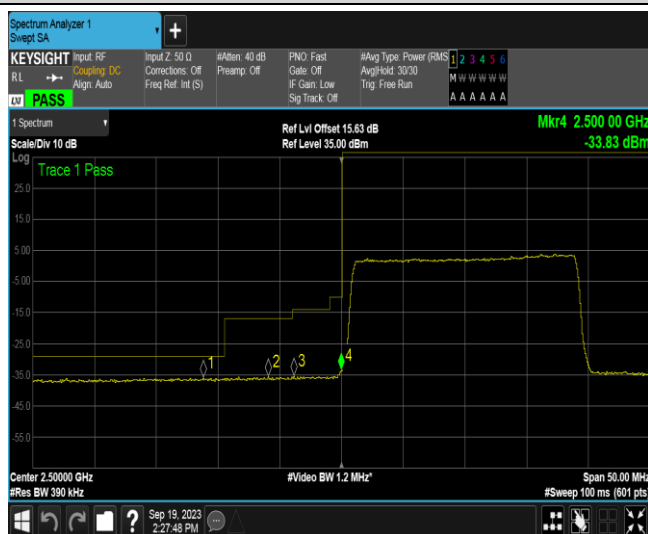 Spectrum Analyzer 1
Swept SA
+
KEYSIGHT
RL
LXI PASS
Input: RF
Coupling: DC
Align: Auto
Input Z: 50 Ω
Corrections: Off
Freq Ref: Int (S)
#Atten: 40 dB
Preamp: Off
PNO: Fast
Gate: Off
IF Gain: Low
Sig Track: Off
#Avg Type: Power (RMS
Avg|Hold: 30/30
Trig: Free Run
1 2 3 4 5 6
M W W W W W
A A A A A A
1 Spectrum
Scale/Div 10 dB
Ref Lvl Offset 15.63 dB
Ref Level 35.00 dBm
Mkr4 2.500 00 GHz
-33.83 dBm
Log
Trace 1 Pass
25.0
15.0
5.00
-5.00
-15.0
-25.0
-35.0
-45.0
-55.0
1
2
3
4
Center 2.50000 GHz
#Res BW 390 kHz
#Video BW 1.2 MHz*
Span 50.00 MHz
#Sweep 100 ms (601 pts)
?
Sep 19, 2023
2:27:48 PM